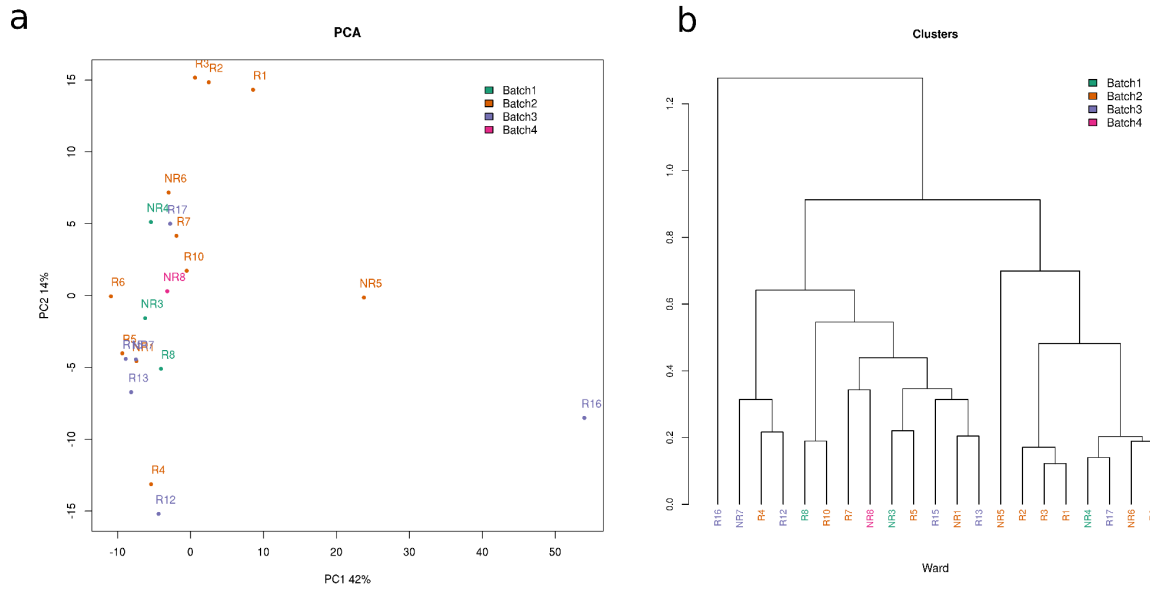 a
PCA
R3
R2
R1
Batch1
Batch2
Batch3
Batch4
NR6
NR4
R17
R7
R10
NR8
R6
NR5
NR3
R5
NR1
R8
R13
R16
R4
R12
15
10
5
0
-5
-10
-15
PC2 14%
-10 0 10 20 30 40 50
PC1 42%
b
Clusters
Batch1
Batch2
Batch3
Batch4
1.2
1.0
0.8
0.6
0.4
0.2
0.0
R16 NR7 R4 R12 R8 R10 R7 NR8 NR3 R5 R15 NR1 R13 NR5 R2 R3 R1 NR4 R17 NR6
Ward